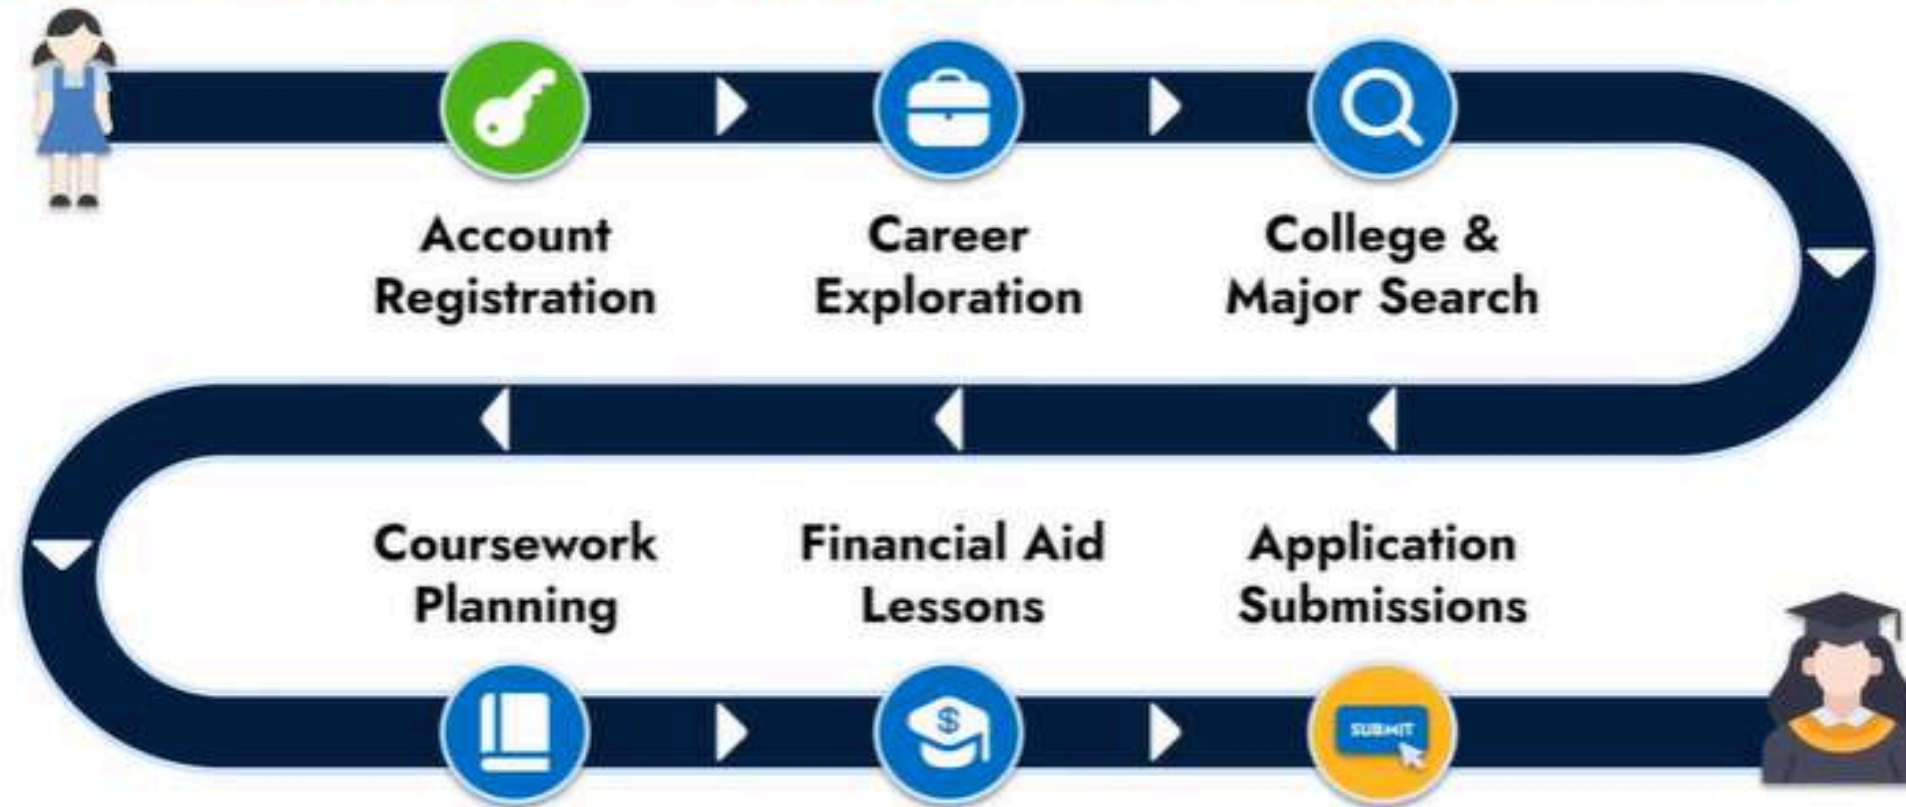 Account
Registration
Career
Exploration
College &
Major Search
Coursework
Planning
Financial Aid
Lessons
$
Application
Submissions
SUBMIT